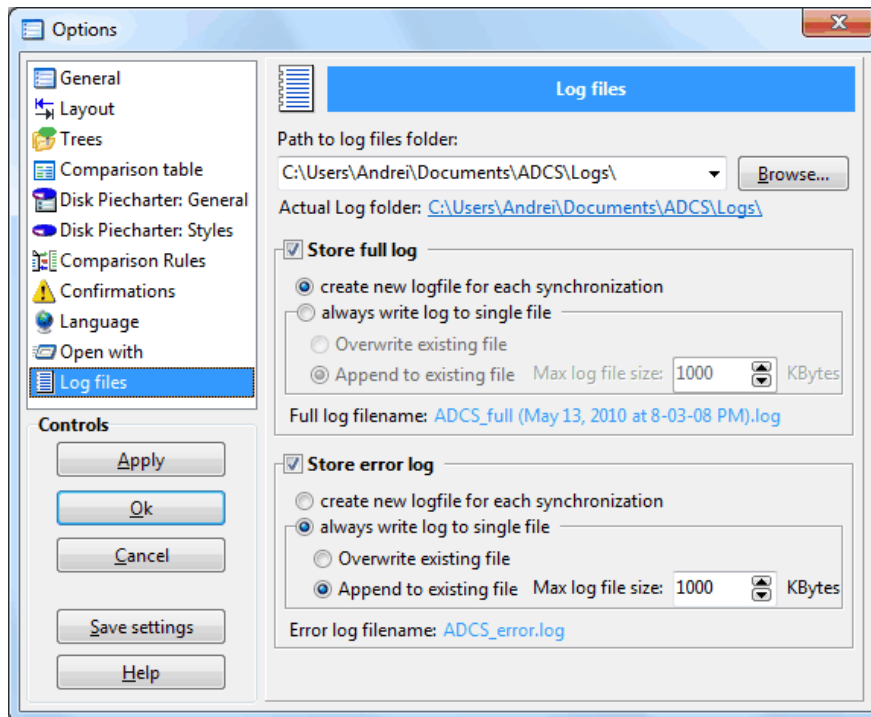 Options
General
Layout
Trees
Comparison table
Disk Piecharter: General
Disk Piecharter: Styles
Comparison Rules
Confirmations
Language
Open with
Log files
Controls
Apply
Ok
Cancel
Save settings
Help
Log files
Path to log files folder:
C:\Users\Andrei\Documents\ADCS\Logs\ Browse...
Actual Log folder: C:\Users\Andrei\Documents\ADCS\Logs\
Store full log
create new logfile for each synchronization
always write log to single file
Overwrite existing file
Append to existing file Max log file size: 1000 KBytes
Full log filename: ADCS_full (May 13, 2010 at 8-03-08 PM).log
Store error log
create new logfile for each synchronization
always write log to single file
Overwrite existing file
Append to existing file Max log file size: 1000 KBytes
Error log filename: ADCS_error.log